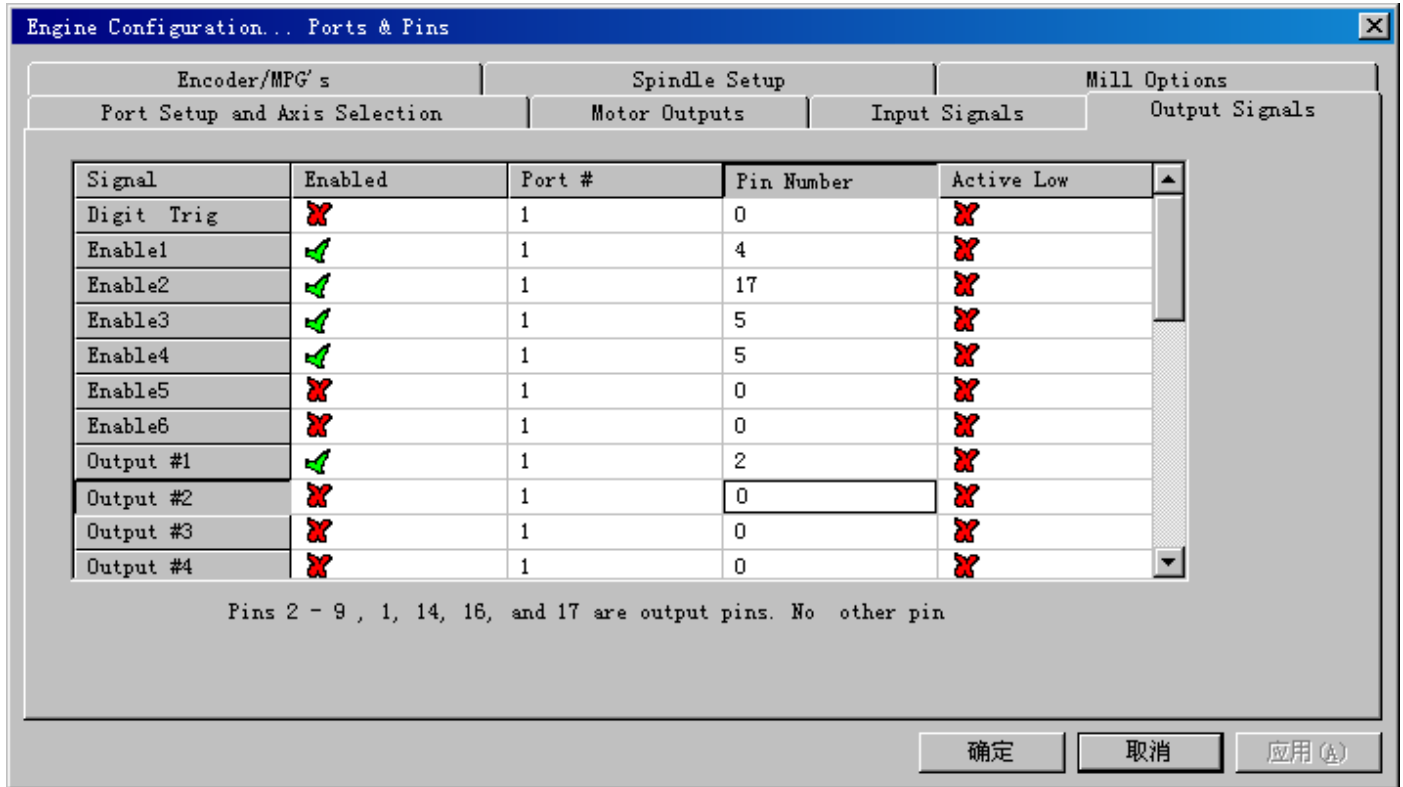 Engine Configuration... Ports & Pins
Encoder/MPG's Spindle Setup Mill Options
Port Setup and Axis Selection Motor Outputs Input Signals Output Signals
Signal Enabled Port # Pin Number Active Low
Digit Trig 1 0
Enable1 1 4
Enable2 1 17
Enable3 1 5
Enable4 1 5
Enable5 1 0
Enable6 1 0
Output #1 1 2
Output #2 1 0
Output #3 1 0
Output #4 1 0
Pins 2 - 9 , 1, 14, 16, and 17 are output pins. No other pin
确定 取消 应用(A)